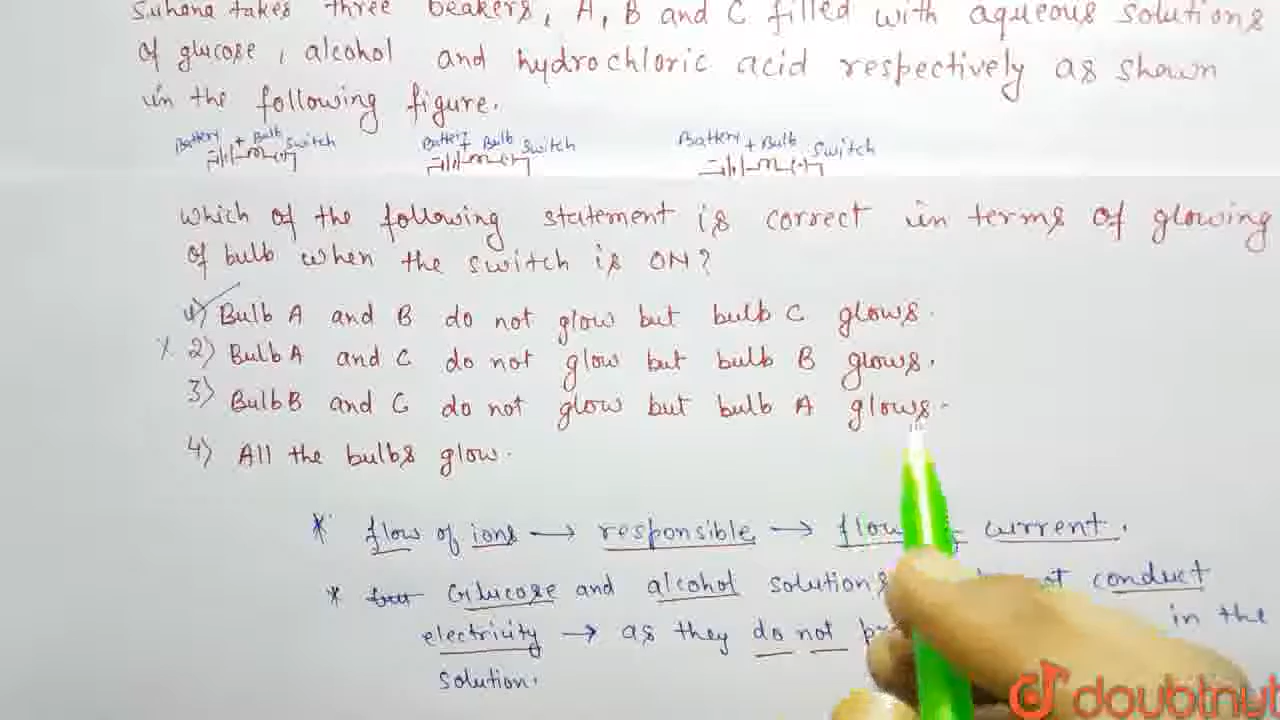 Suhana takes three beakers, A, B and C filled with aqueous solutions
of glucose, alcohol and hydrochloric acid respectively as shown
in the following figure.
Battery + Bulb Switch Battery + Bulb Switch Battery + Bulb Switch
Which of the following statement is correct in terms of glowing
of bulb when the switch is ON?
1) Bulb A and B do not glow but bulb C glows.
2) Bulb A and C do not glow but bulb B glows.
3) Bulb B and C do not glow but bulb A glows.
4) All the bulbs glow.
* flow of ions → responsible → flow current.
* Glucose and alcohol solutions conduct
electricity → as they do not in the
solution.
doubtnut